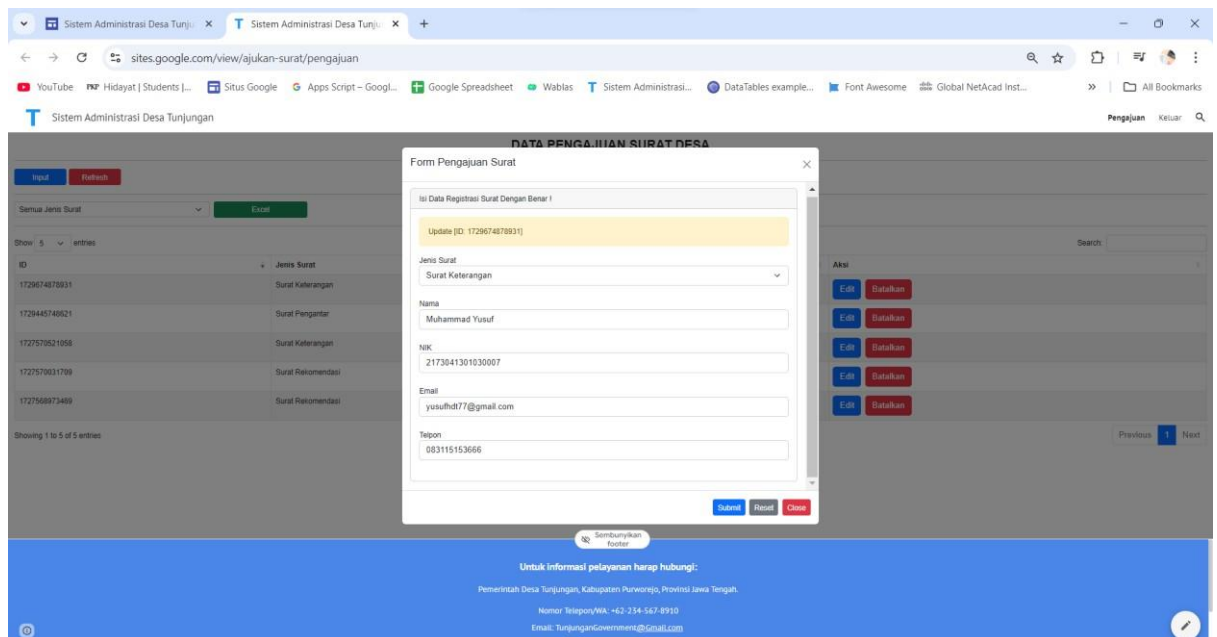 Sistem Administrasi Desa Tunju
Sistem Administrasi Desa Tunju
sites.google.com/view/ajukan-surat/pengajuan
YouTube Hidayat | Students |... Situs Google Apps Script – Googl... Google Spreadsheet Wablas Sistem Administrasi... DataTables example... Font Awesome Global NetAcad Inst... » All Bookmarks
T Sistem Administrasi Desa Tunjungan Pengajuan Keluar
DATA PENGAJUAN SURAT DESA
Input Refresh
Semua Jenis Surat Excel
Show 5 entries Search:
ID Jenis Surat Aksi
1729674878931 Surat Keterangan Edit Batalkan
1729445748621 Surat Pengantar Edit Batalkan
1727570521058 Surat Keterangan Edit Batalkan
Surat Rekomendasi Edit Batalkan
Surat Rekomendasi Edit Batalkan
Showing 1 to 5 of 5 entries Previous 1 Next
Form Pengajuan Surat
Isi Data Registrasi Surat Dengan Benar !
Update [ID: 1729674878931]
Jenis Surat
Surat Keterangan
Nama
Muhammad Yusuf
NIK
2173041301030007
Email
yusufhdt77@gmail.com
Telpon
083115153666
Submit Reset Close
Sembunyikan
footer
Untuk informasi pelayanan harap hubungi:
Pemerintah Desa Tunjungan, Kabupaten Purworejo, Provinsi Jawa Tengah.
Nomor Telepon/WA: +62-234-567-8910
Email: TunjunganGovernment@Gmail.com